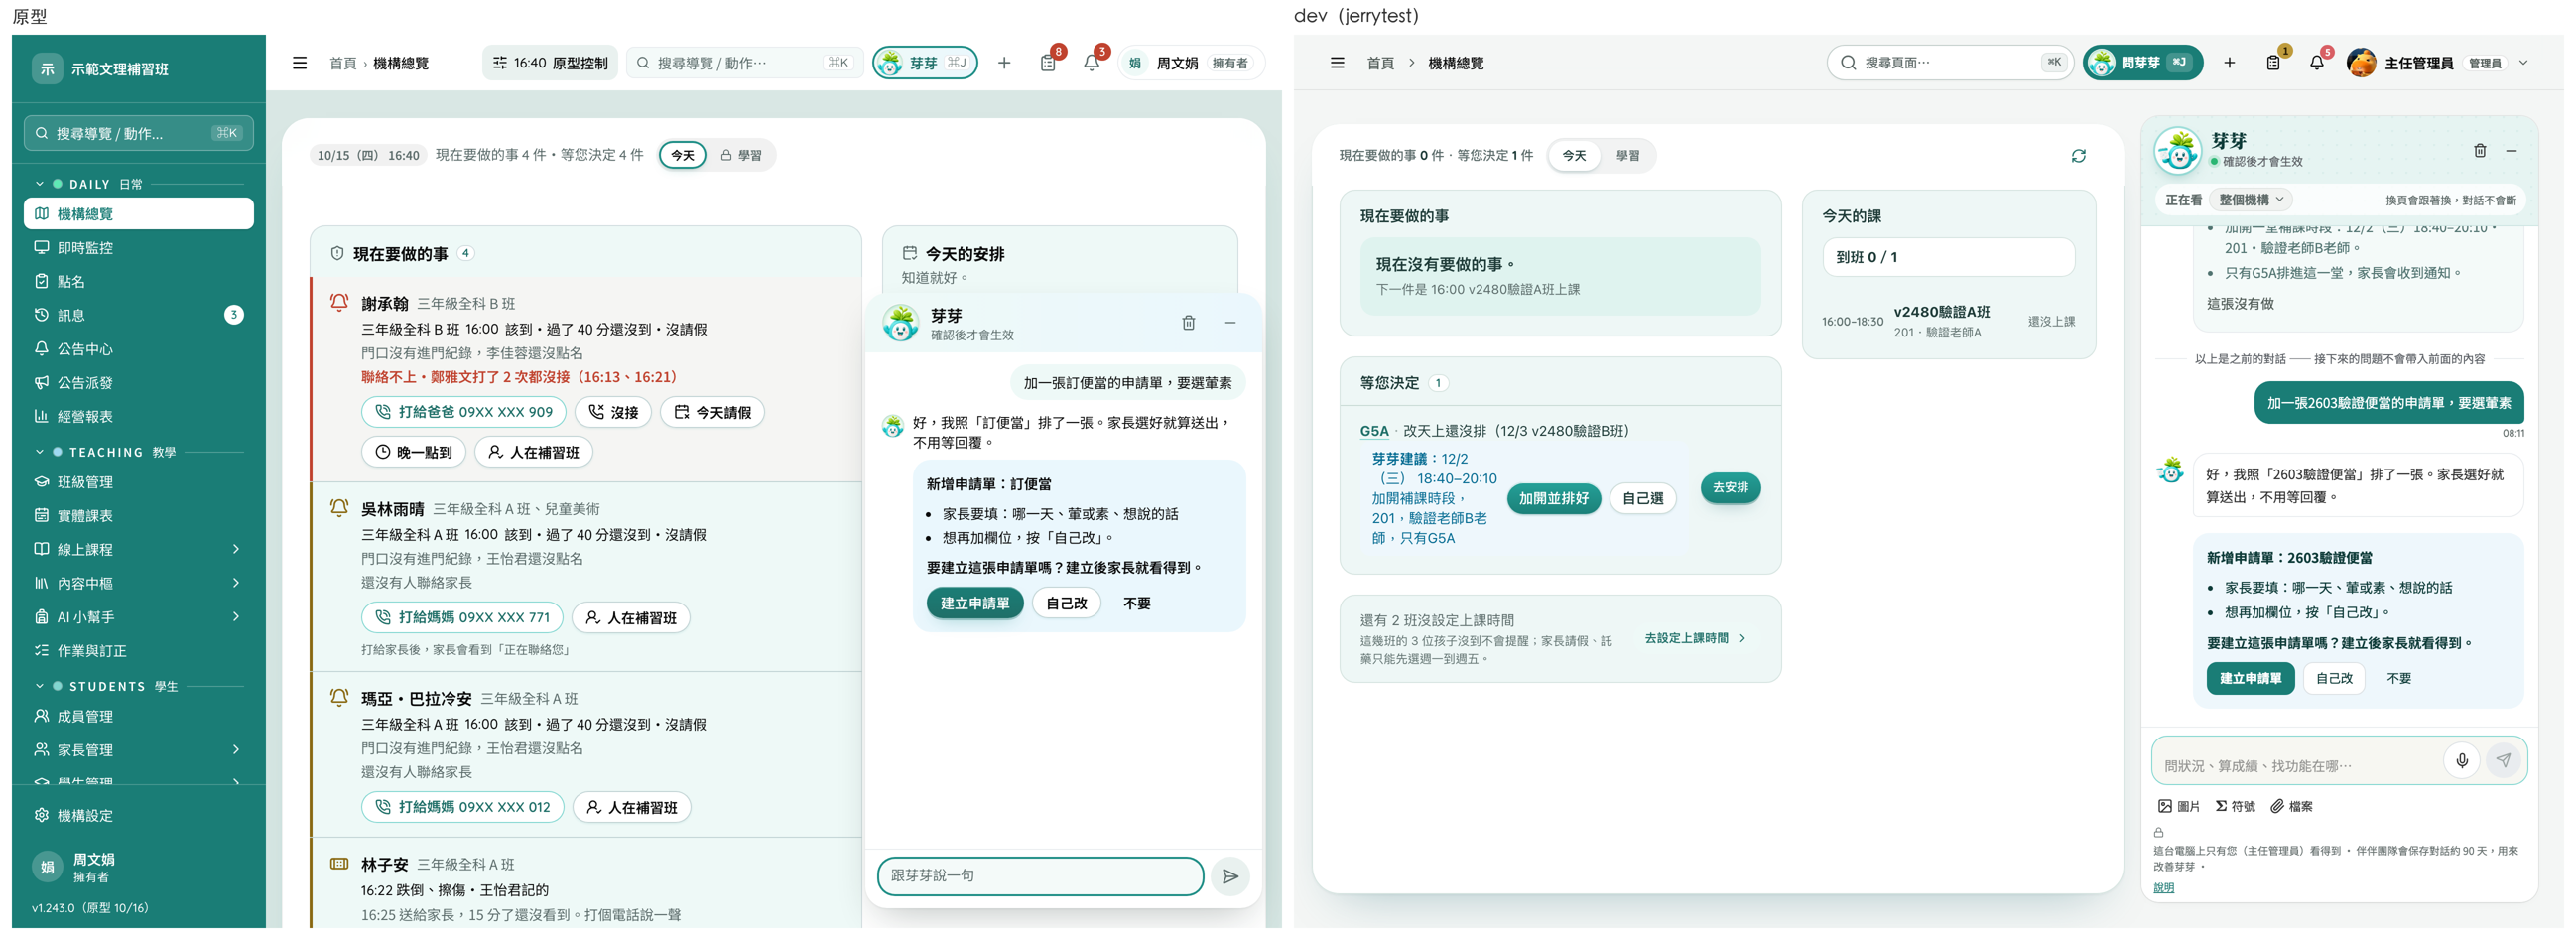 原型
示 示範文理補習班
搜尋導覽 / 動作... ⌘K
DAILY 日常
機構總覽
即時監控
點名
訊息 3
公告中心
公告派發
經營報表
TEACHING 教學
班級管理
實體課表
線上課程
內容中樞
AI 小幫手
作業與訂正
STUDENTS 學生
成員管理
家長管理
學生管理
機構設定
娟 周文娟
擁有者
v1.243.0（原型 10/16）
首頁 › 機構總覽
16:40 原型控制
搜尋導覽 / 動作⋯ ⌘K
芽芽 ⌘J
8
3
娟 周文娟 擁有者
10/15（四）16:40 現在要做的事 4 件・等您決定 4 件 今天 學習
現在要做的事 4
謝承翰 三年級全科 B 班
三年級全科 B 班 16:00 該到・過了 40 分還沒到・沒請假
門口沒有進門紀錄，李佳蓉還沒點名
聯絡不上・鄭雅文打了 2 次都沒接（16:13、16:21）
打給爸爸 09XX XXX 909 沒接 今天請假
晚一點到 人在補習班
吳林雨晴 三年級全科 A 班、兒童美術
三年級全科 A 班 16:00 該到・過了 40 分還沒到・沒請假
門口沒有進門紀錄，王怡君還沒點名
還沒有人聯絡家長
打給媽媽 09XX XXX 771 人在補習班
打給家長後，家長會看到「正在聯絡您」
瑪亞・巴拉冷安 三年級全科 A 班
三年級全科 A 班 16:00 該到・過了 40 分還沒到・沒請假
門口沒有進門紀錄，王怡君還沒點名
還沒有人聯絡家長
打給媽媽 09XX XXX 012 人在補習班
林子安 三年級全科 A 班
16:22 跌倒、擦傷・王怡君記的
16:25 送給家長，15 分了還沒看到。打個電話說一聲
今天的安排
知道就好。
芽芽
確認後才會生效
加一張訂便當的申請單，要選葷素
好，我照「訂便當」排了一張。家長選好就算送出，
不用等回覆。
新增申請單：訂便當
• 家長要填：哪一天、葷或素、想說的話
• 想再加欄位，按「自己改」。
要建立這張申請單嗎？建立後家長就看得到。
建立申請單 自己改 不要
跟芽芽說一句
dev（jerrytest）
首頁 › 機構總覽
搜尋頁面⋯ ⌘K
問芽芽 ⌘J
1
5
主任管理員 管理員
現在要做的事 0 件 · 等您決定 1 件 今天 學習
現在要做的事
現在沒有要做的事。
下一件是 16:00 v2480驗證A班上課
等您決定 1
G5A · 改天上還沒排（12/3 v2480驗證B班）
芽芽建議：12/2
（三） 18:40–20:10
加開補課時段，
201，驗證老師B老
師，只有G5A
加開並排好 自己選 去安排
還有 2 班沒設定上課時間
這幾班的 3 位孩子沒到不會提醒；家長請假、託
藥只能先選週一到週五。
去設定上課時間
今天的課
到班 0 / 1
16:00–18:30 v2480驗證A班 還沒上課
201 · 驗證老師A
芽芽
確認後才會生效
正在看 整個機構 換頁會跟著換，對話不會斷
• 加開一堂補課時段：12/2（三）18:40–20:10・
201・驗證老師B老師。
• 只有G5A排進這一堂，家長會收到通知。
這張沒有做
以上是之前的對話 —— 接下來的問題不會帶入前面的內容
加一張2603驗證便當的申請單，要選葷素
08:11
好，我照「2603驗證便當」排了一張。家長選好就
算送出，不用等回覆。
新增申請單：2603驗證便當
• 家長要填：哪一天、葷或素、想說的話
• 想再加欄位，按「自己改」。
要建立這張申請單嗎？建立後家長就看得到。
建立申請單 自己改 不要
問狀況、算成績、找功能在哪⋯
圖片 符號 檔案
這台電腦上只有您（主任管理員）看得到 ・ 伴伴團隊會保存對話約 90 天，用來
改善芽芽 ・
說明